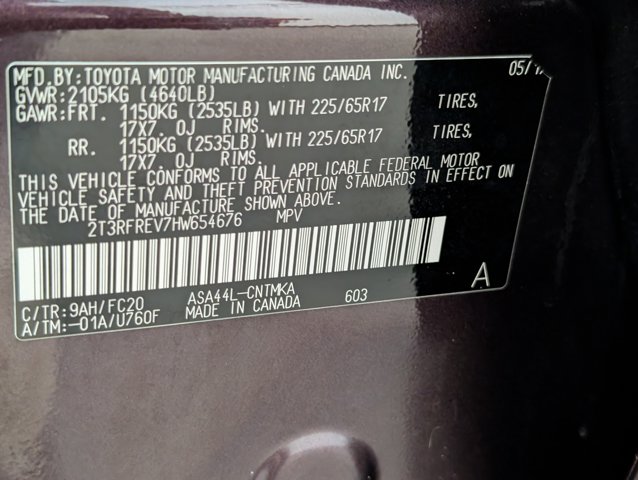 MFD.BY:TOYOTA MOTOR MANUFACTURING CANADA INC. 05/
GVWR:2105KG (4640LB)
GAWR:FRT. 1150KG (2535LB) WITH 225/65R17 TIRES,
17X7. 0J RIMS.
RR. 1150KG (2535LB) WITH 225/65R17 TIRES,
17X7. 0J RIMS.
THIS VEHICLE CONFORMS TO ALL APPLICABLE FEDERAL MOTOR
VEHICLE SAFETY AND THEFT PREVENTION STANDARDS IN EFFECT ON
THE DATE OF MANUFACTURE SHOWN ABOVE.
2T3RFREV7HW654676 MPV
A
C/TR:9AH/FC20 ASA44L-CNTMKA 603
A/TM:-01A/U760F MADE IN CANADA